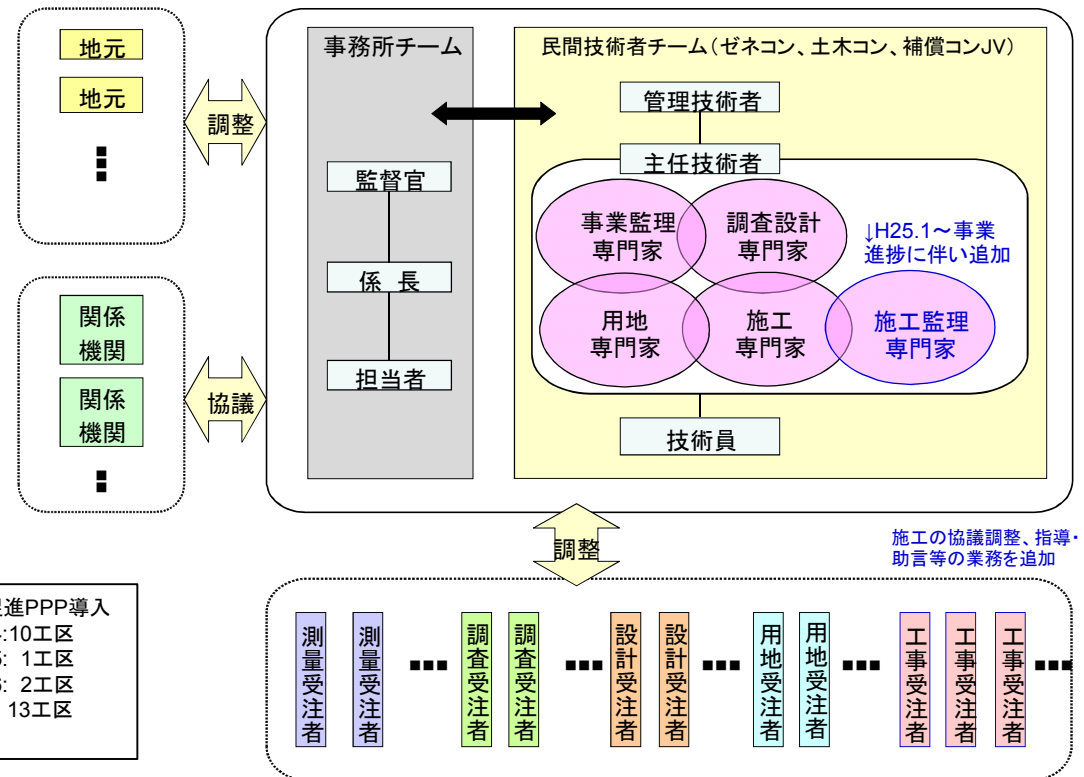 地元
地元
調整
関係
機関
関係
機関
協議
事務所チーム
監督官
係 長
担当者
民間技術者チーム(ゼネコン、土木コン、補償コンJV)
管理技術者
主任技術者
事業監理
専門家
調査設計
専門家
↓H25.1～事業
進捗に伴い追加
用地
専門家
施工
専門家
施工監理
専門家
技術員
調整
施工の協議調整、指導・
助言等の業務を追加
進PPP導入
:10工区
: 1工区
: 2工区
13工区
測量受注者
測量受注者
調査受注者
調査受注者
設計受注者
設計受注者
用地受注者
用地受注者
工事受注者
工事受注者
工事受注者